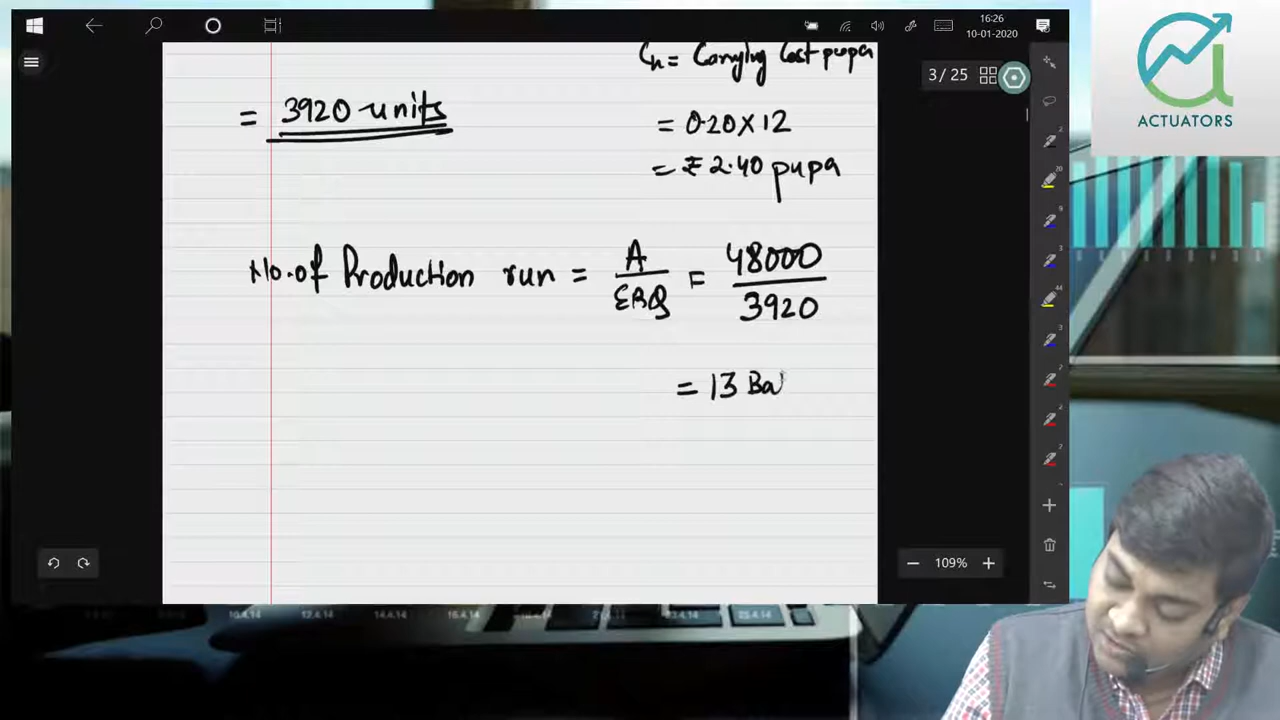 16:26
10-01-2020
3 / 25
ACTUATORS
Ch = Carrying Cost pupa
= 3920 units
= 0.20 X 12
= ₹ 2.40 pupa
No. of Production run = A / EBQ = 48000 / 3920
= 13 Ba
109%